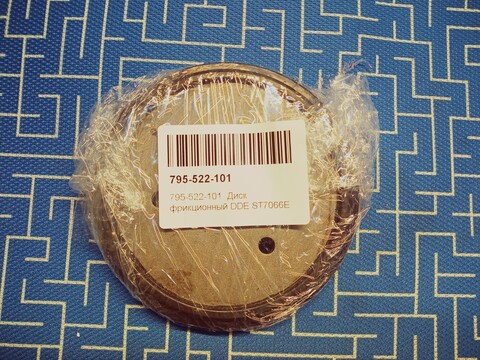 795-522-101
795-522-101 Диск
фрикционный DDE ST7066E